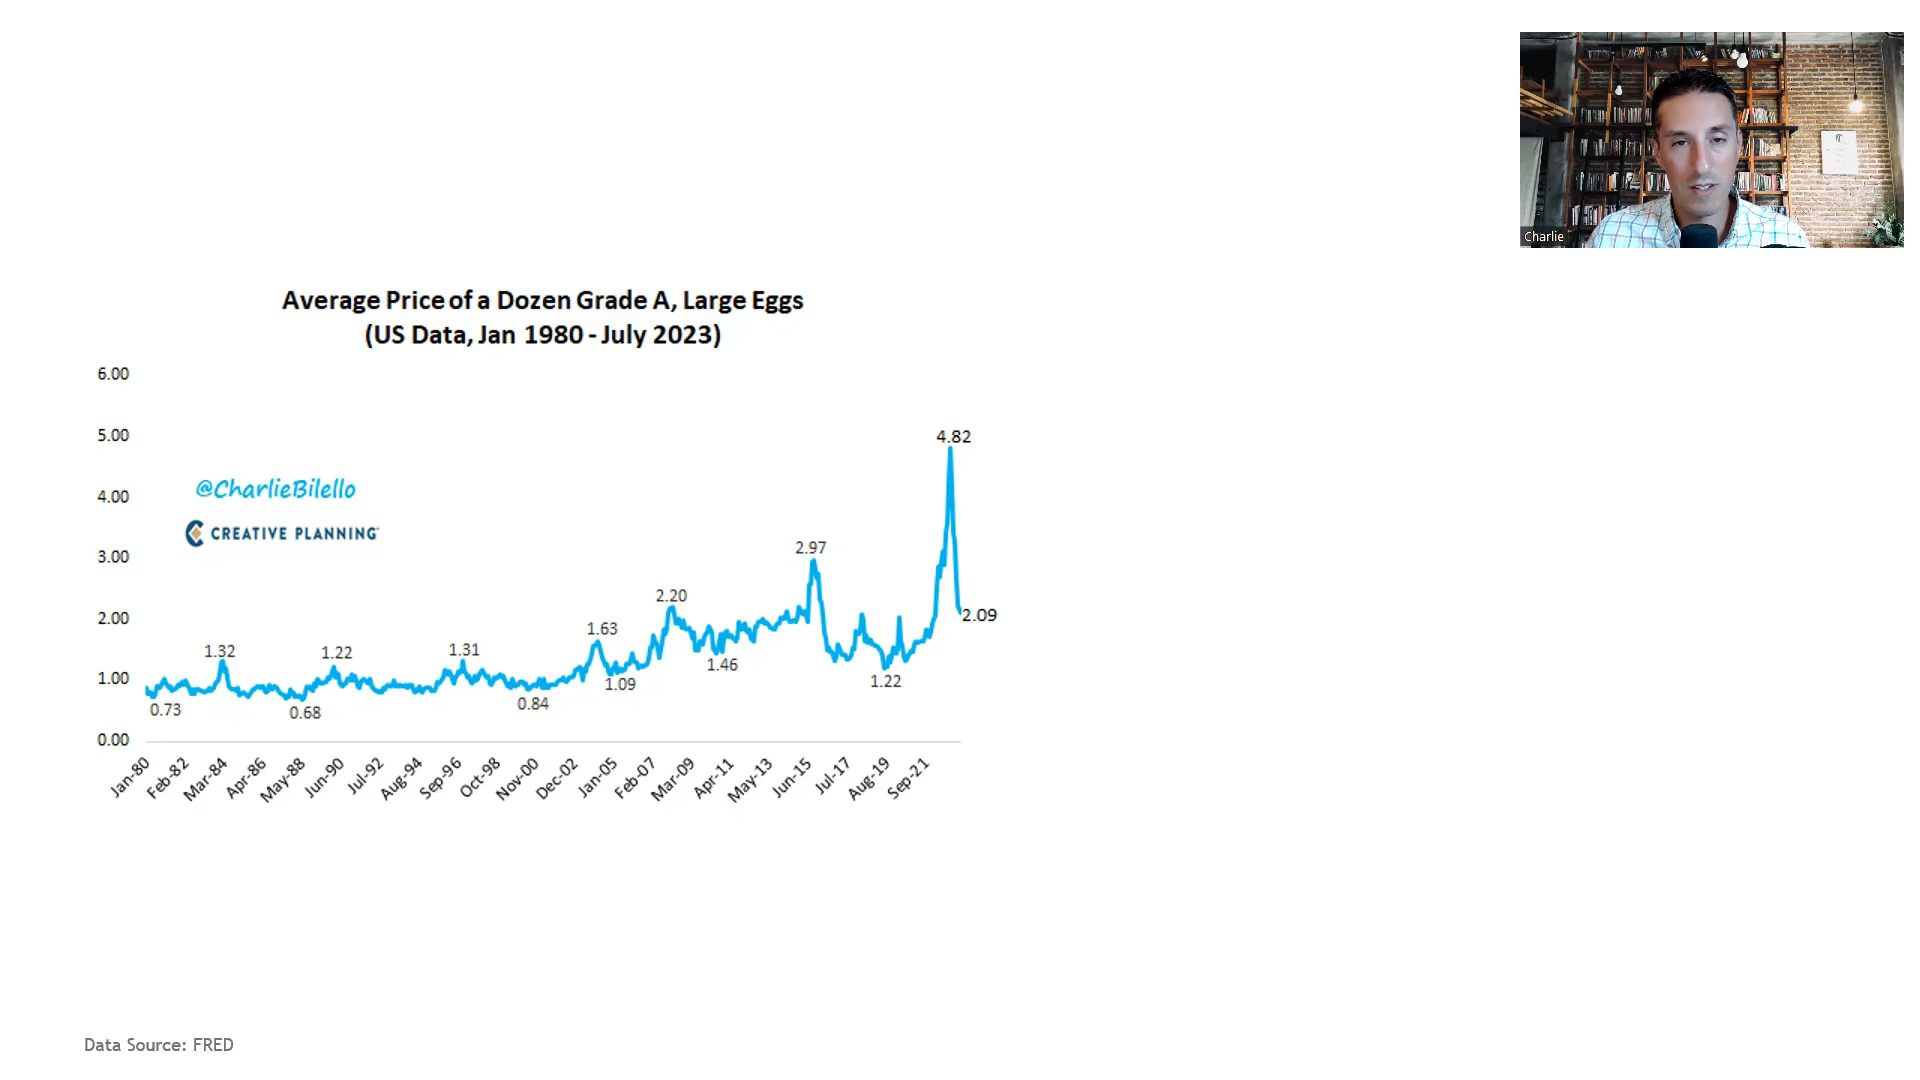 Charlie
Average Price of a Dozen Grade A, Large Eggs
(US Data, Jan 1980 - July 2023)
6.00
5.00
4.00
3.00
2.00
1.00
0.00
@CharlieBilello
CREATIVE PLANNING
0.73
1.32
0.68
1.22
1.31
0.84
1.63
1.09
2.20
1.46
2.97
1.22
4.82
2.09
Jan-80
Feb-82
Mar-84
Apr-86
May-88
Jun-90
Jul-92
Aug-94
Sep-96
Oct-98
Nov-00
Dec-02
Jan-05
Feb-07
Mar-09
Apr-11
May-13
Jun-15
Jul-17
Aug-19
Sep-21
Data Source: FRED